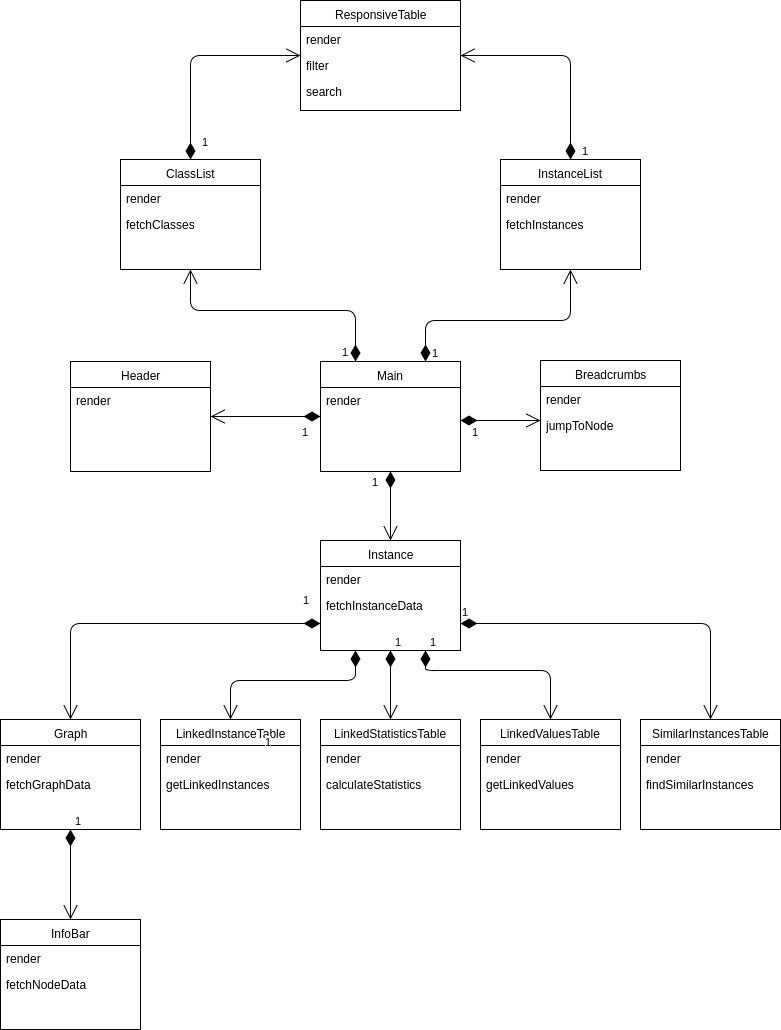 ResponsiveTable
render
filter
search
1
1
ClassList
render
fetchClasses
InstanceList
render
fetchInstances
1
1
Header
render
Main
render
Breadcrumbs
render
jumpToNode
1
1
1
Instance
render
fetchInstanceData
1
1
1
1
Graph
render
fetchGraphData
LinkedInstanceTable
1
render
getLinkedInstances
LinkedStatisticsTable
render
calculateStatistics
LinkedValuesTable
render
getLinkedValues
SimilarInstancesTable
render
findSimilarInstances
1
InfoBar
render
fetchNodeData